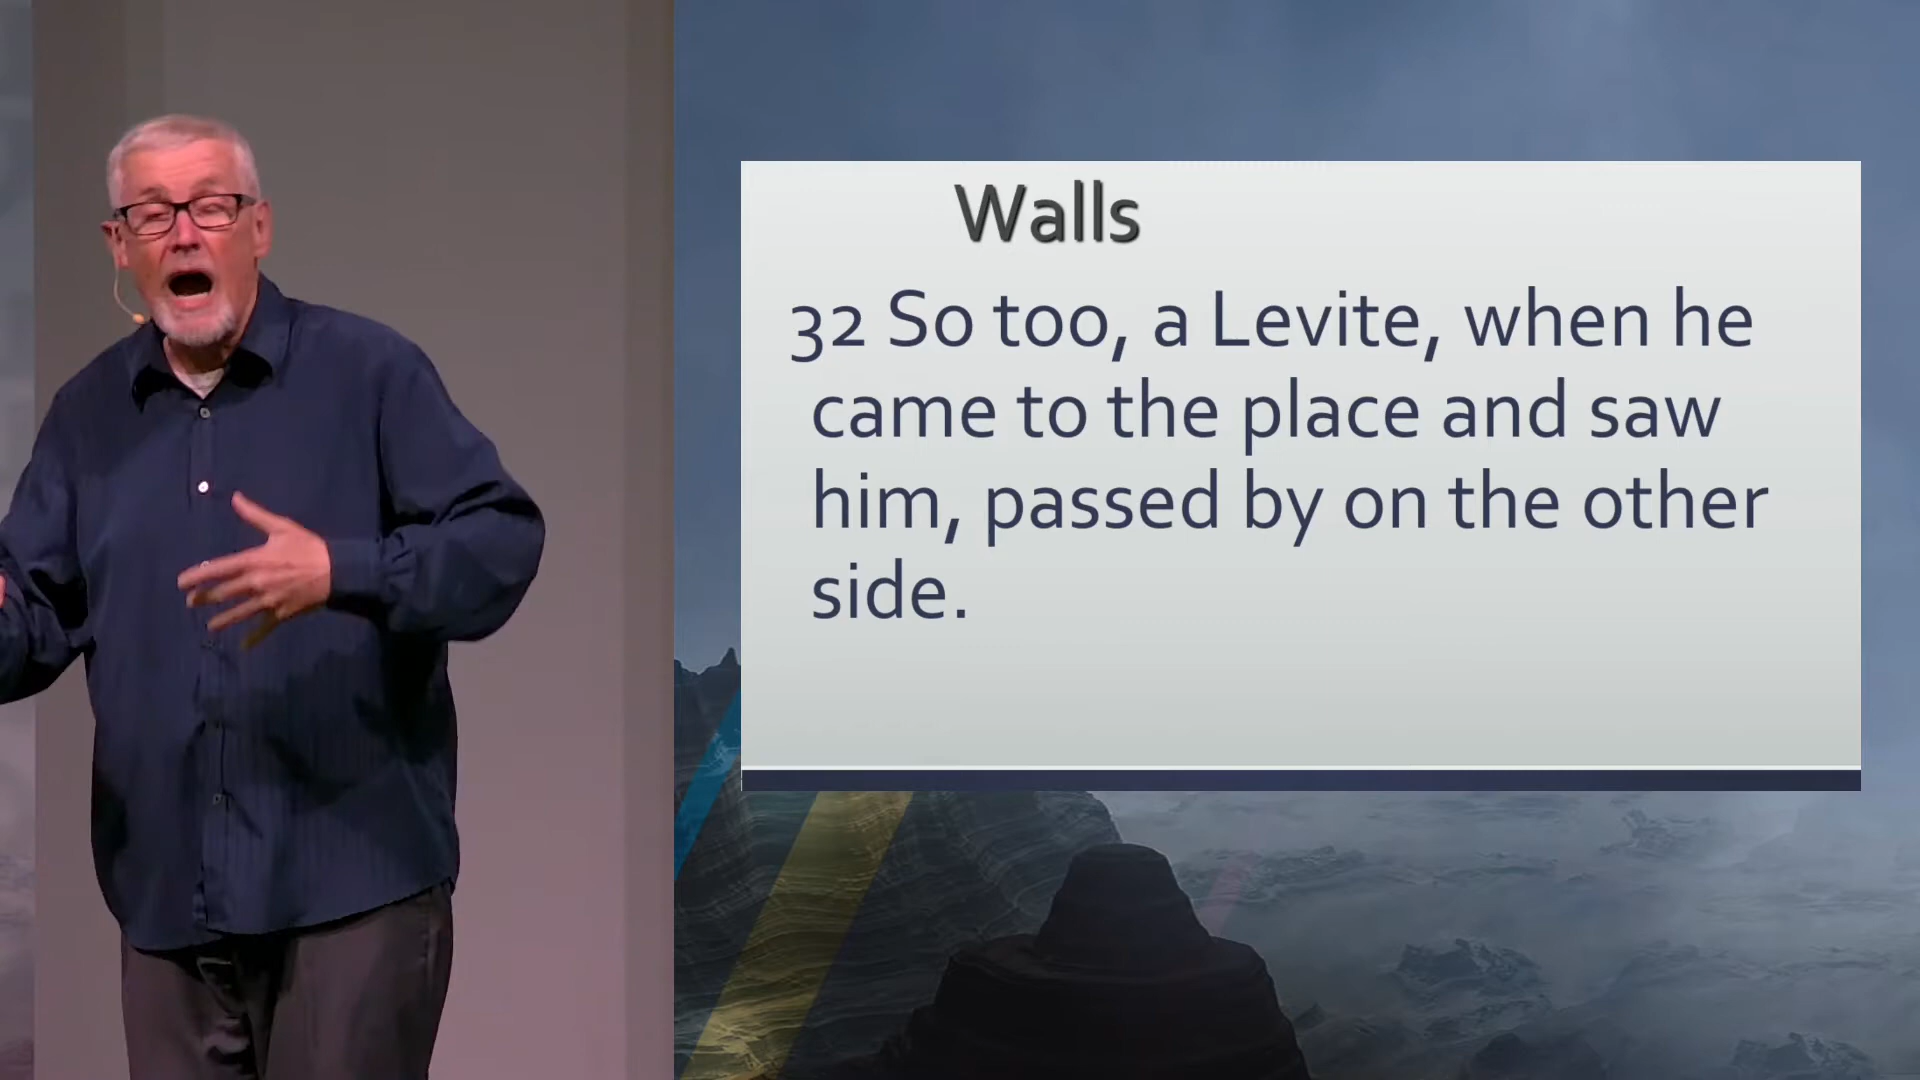 Walls
32 So too, a Levite, when he
came to the place and saw
him, passed by on the other
side.